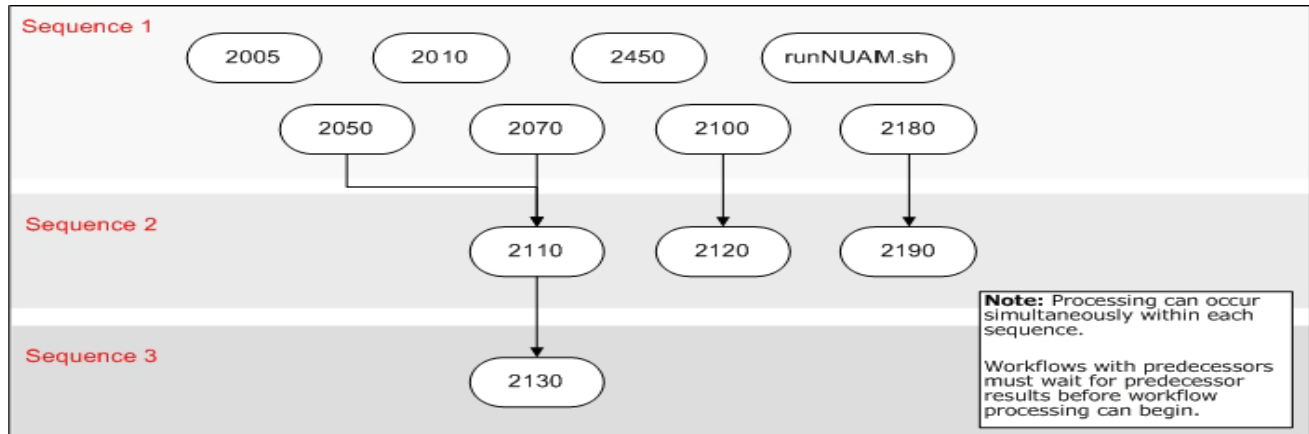 Sequence 1
2005
2010
2450
runNUAM.sh
2050
2070
2100
2180
Sequence 2
2110
2120
2190
Note: Processing can occur
simultaneously within each
sequence.
Workflows with predecessors
must wait for predecessor
results before workflow
processing can begin.
Sequence 3
2130